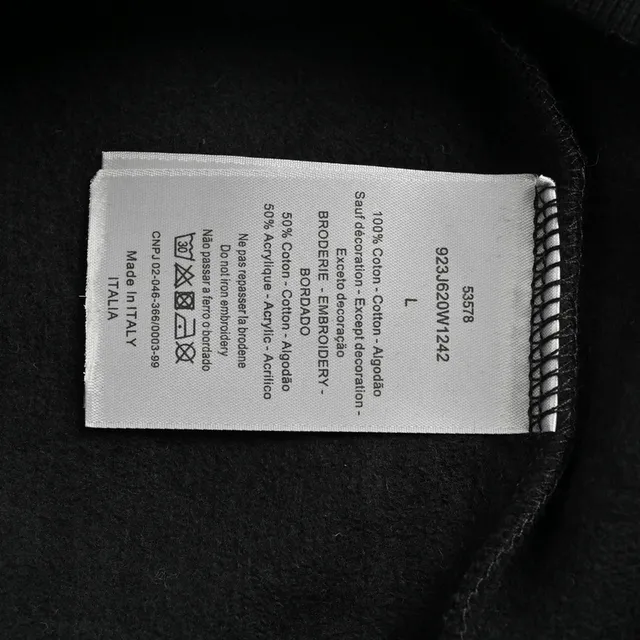 53578
923J620W1242
L
100% Coton - Cotton - Algodão
Sauf décoration - Except decoration -
Exceto decoração
BRODERIE - EMBROIDERY -
BORDADO
50% Coton - Cotton - Algodão
50% Acrylique - Acrylic - Acrílico
Ne pas repasser la broderie
Do not iron embroidery
Não passar a ferro o bordado
CNPJ 02-046-366/0003-99
Made in ITALY
ITALIA